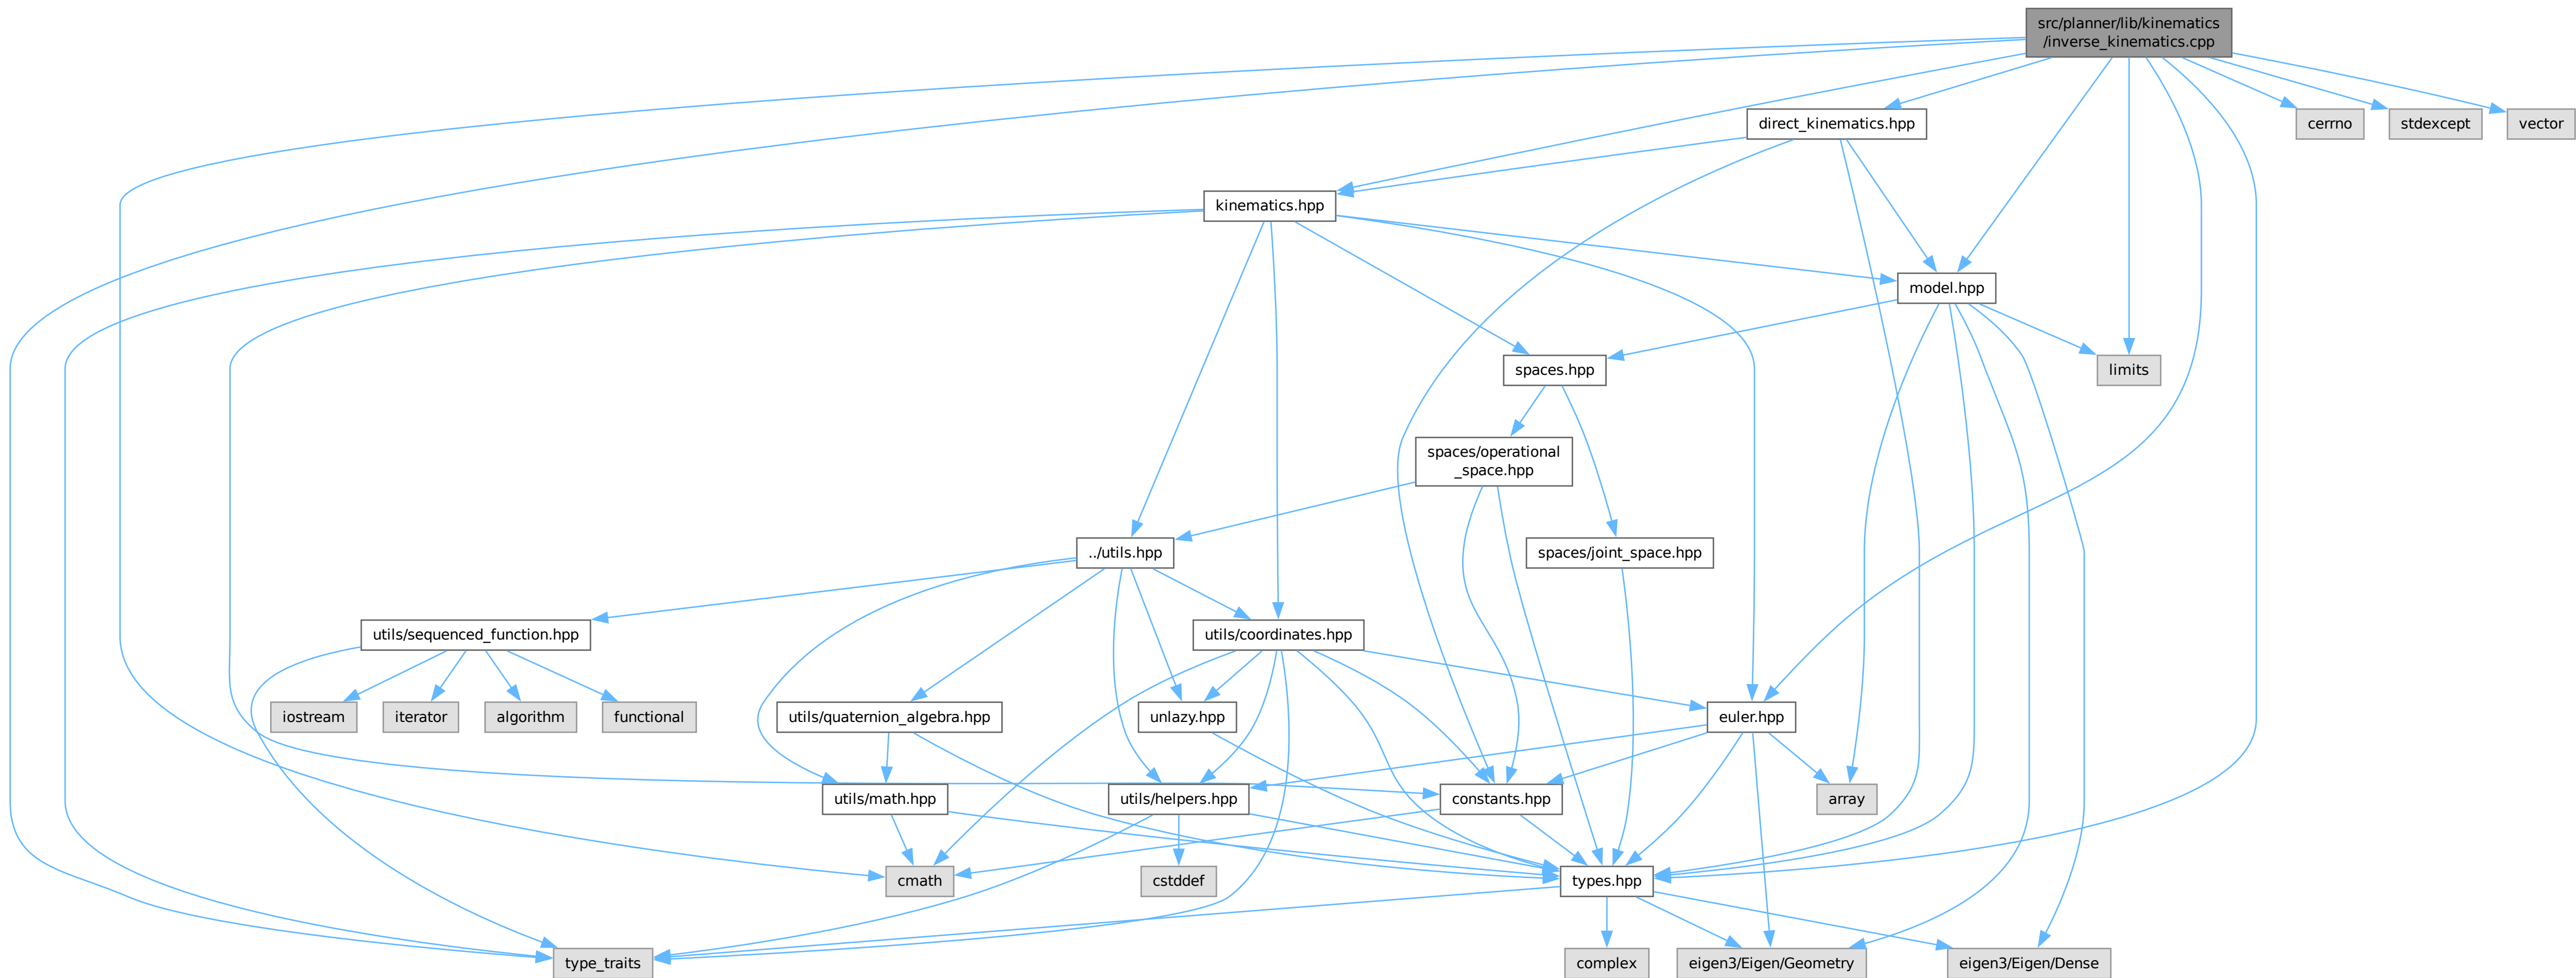 src/planner/lib/kinematics
/inverse_kinematics.cpp
direct_kinematics.hpp
cerrno
stdexcept
vector
kinematics.hpp
model.hpp
spaces.hpp
limits
spaces/operational
_space.hpp
../utils.hpp
spaces/joint_space.hpp
utils/sequenced_function.hpp
utils/coordinates.hpp
iostream
iterator
algorithm
functional
utils/quaternion_algebra.hpp
unlazy.hpp
euler.hpp
utils/math.hpp
utils/helpers.hpp
constants.hpp
array
cmath
cstddef
types.hpp
type_traits
complex
eigen3/Eigen/Geometry
eigen3/Eigen/Dense